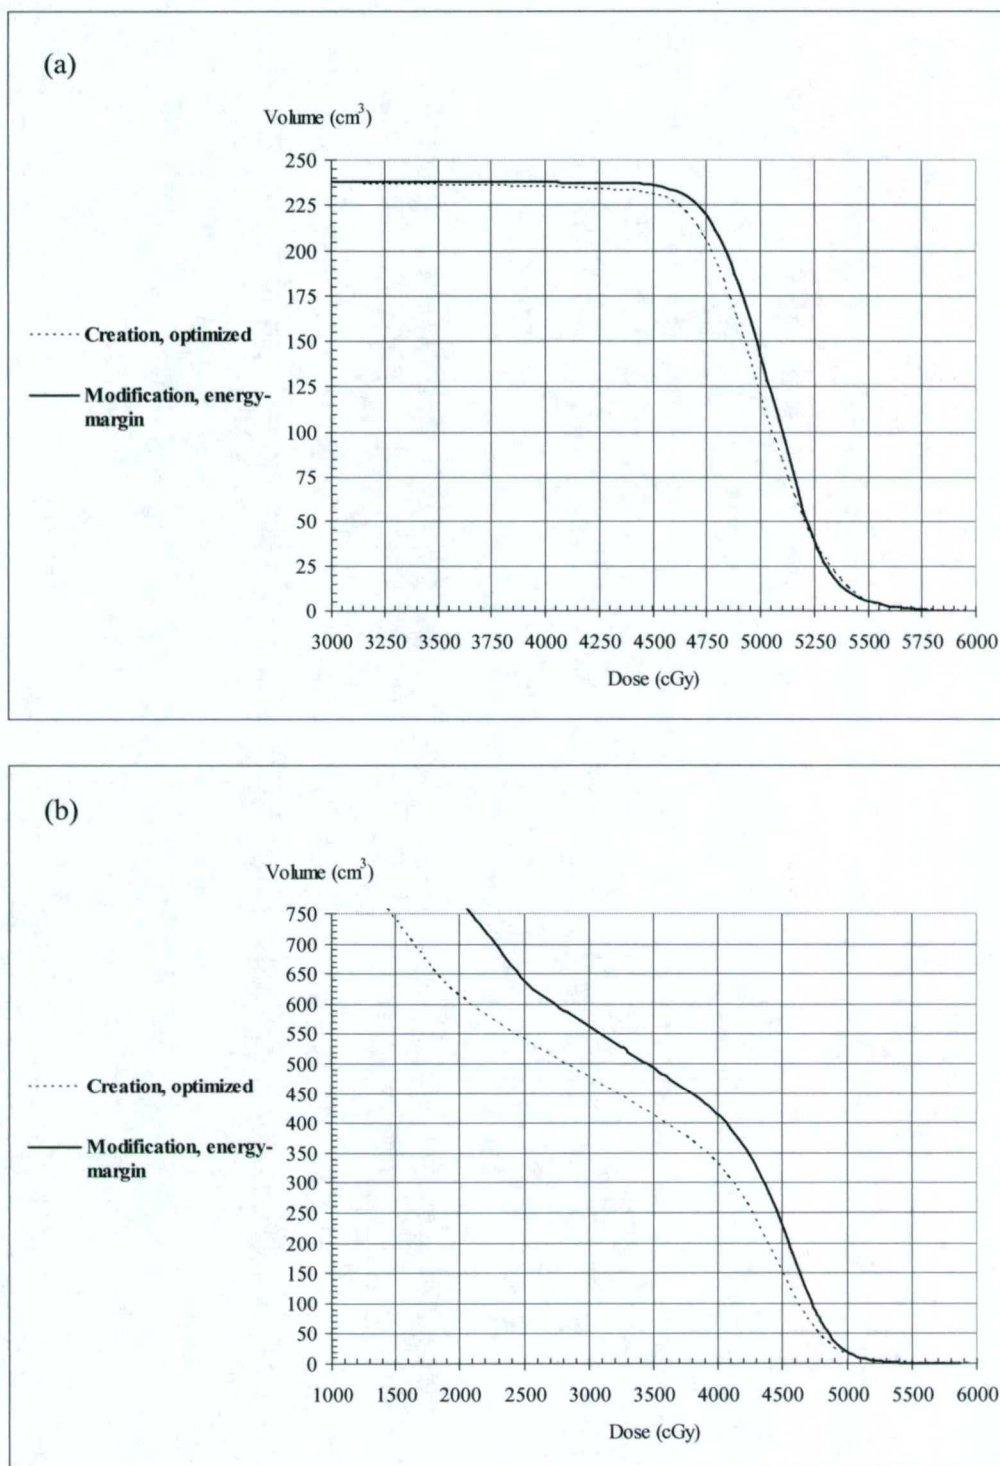 (a)
Volume (cm³)
250
225
200
175
150
125
100
75
50
25
0
3000 3250 3500 3750 4000 4250 4500 4750 5000 5250 5500 5750 6000
Dose (cGy)
Creation, optimized
Modification, energy-
margin
(b)
Volume (cm³)
750
700
650
600
550
500
450
400
350
300
250
200
150
100
50
0
1000 1500 2000 2500 3000 3500 4000 4500 5000 5500 6000
Dose (cGy)
Creation, optimized
Modification, energy-
margin